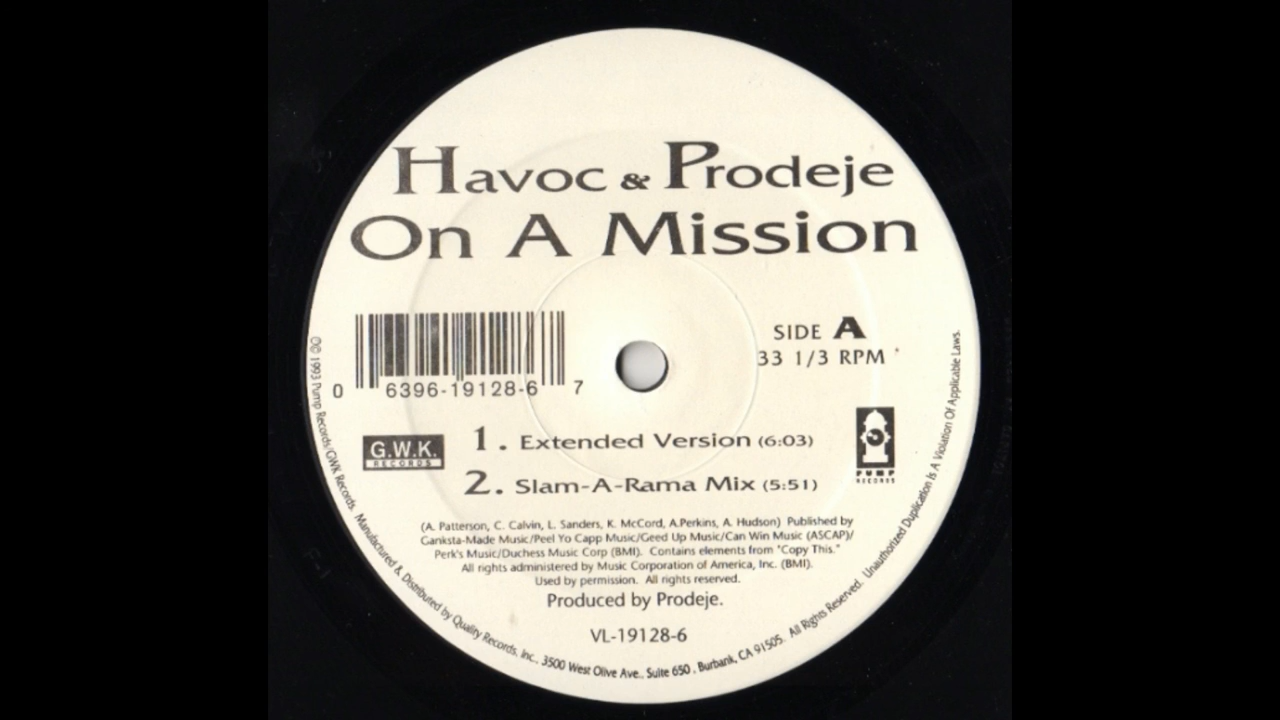 Havoc & Prodeje
On A Mission
SIDE A
33 1/3 RPM
0 6396-19128-6 7
G.W.K.
RECORDS
1. Extended Version (6:03)
2. Slam-A-Rama Mix (5:51)
PUMP
RECORDS
(A. Patterson, C. Calvin, L. Sanders, K. McCord, A.Perkins, A. Hudson) Published by
Ganksta-Made Music/Peel Yo Capp Music/Geed Up Music/Can Win Music (ASCAP)/
Perk's Music/Duchess Music Corp (BMI). Contains elements from "Copy This."
All rights administered by Music Corporation of America, Inc. (BMI).
Used by permission. All rights reserved.
Produced by Prodeje.
VL-19128-6
℗© 1993 Pump Records/GWK Records. Manufactured & Distributed by Quality Records, Inc., 3500 West Olive Ave., Suite 650, Burbank, CA 91505. All Rights Reserved. Unauthorized Duplication Is A Violation Of Applicable Laws.